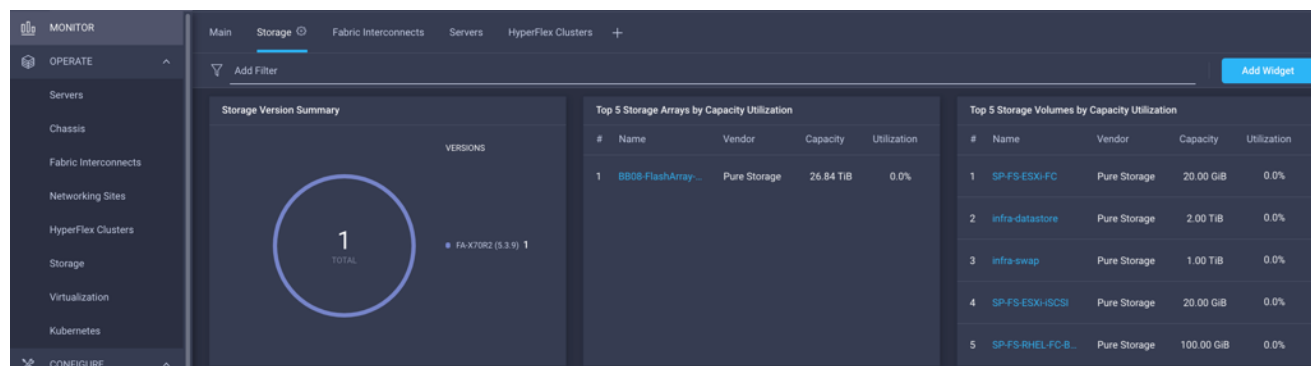 MONITOR
OPERATE
Servers
Chassis
Fabric Interconnects
Networking Sites
HyperFlex Clusters
Storage
Virtualization
Kubernetes
CONFIGURE
Main Storage Fabric Interconnects Servers HyperFlex Clusters +
Add Filter
Add Widget
Storage Version Summary
VERSIONS
1
TOTAL
FA-X70R2 (5.3.9) 1
Top 5 Storage Arrays by Capacity Utilization
# Name Vendor Capacity Utilization
1 BB08-FlashArray-... Pure Storage 26.84 TiB 0.0%
Top 5 Storage Volumes by Capacity Utilization
# Name Vendor Capacity Utilization
1 SP-FS-ESXi-FC Pure Storage 20.00 GiB 0.0%
2 infra-datastore Pure Storage 2.00 TiB 0.0%
3 infra-swap Pure Storage 1.00 TiB 0.0%
4 SP-FS-ESXi-iSCSI Pure Storage 20.00 GiB 0.0%
5 SP-FS-RHEL-FC-B... Pure Storage 100.00 GiB 0.0%